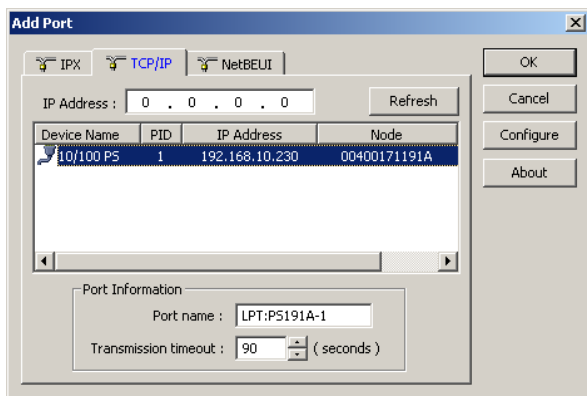 Add Port
IPX TCP/IP NetBEUI
OK
IP Address : 0 . 0 . 0 . 0 Refresh
Cancel
Device Name PID IP Address Node
Configure
10/100 PS 1 192.168.10.230 00400171191A
About
Port Information
Port name : LPT:PS191A-1
Transmission timeout : 90 ( seconds )